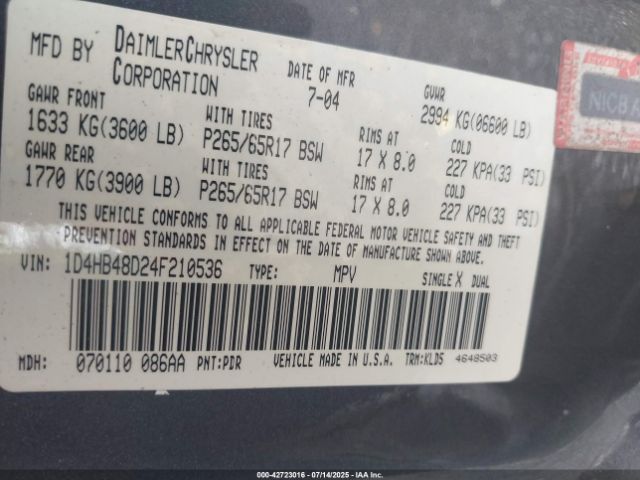 MFD BY DAIMLERCHRYSLER CORPORATION
DATE OF MFR 7-04
GVWR 2994 KG(06600 LB)
GAWR FRONT WITH TIRES RIMS AT COLD
1633 KG(3600 LB) P265/65R17 BSW 17 X 8.0 227 KPA(33 PSI)
GAWR REAR WITH TIRES RIMS AT COLD
1770 KG(3900 LB) P265/65R17 BSW 17 X 8.0 227 KPA(33 PSI)
THIS VEHICLE CONFORMS TO ALL APPLICABLE FEDERAL MOTOR VEHICLE SAFETY AND THEFT
PREVENTION STANDARDS IN EFFECT ON THE DATE OF MANUFACTURE SHOWN ABOVE.
VIN: 1D4HB48D24F210536 TYPE: MPV SINGLE X DUAL
MDH: 070110 086AA PNT:PDR VEHICLE MADE IN U.S.A. TRM:KLD5 4648503
NICB
000-42723016 - 07/14/2025 - IAA Inc.